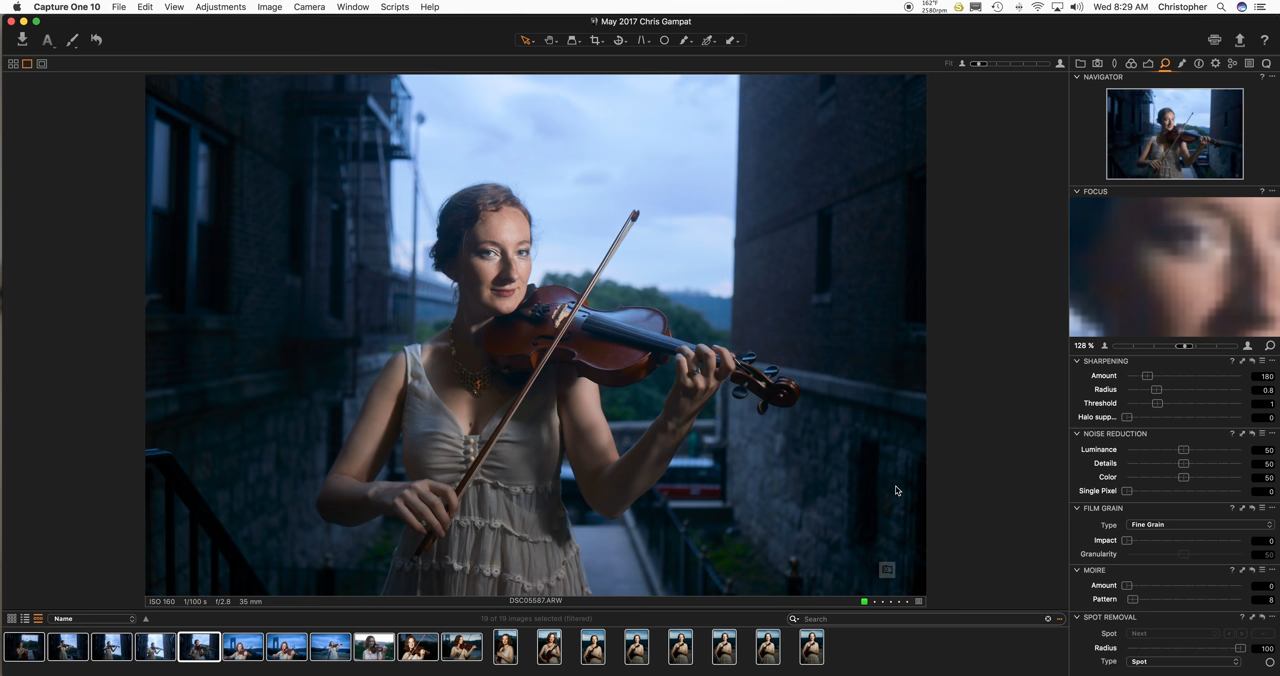 Capture One 10 File Edit View Adjustments Image Camera Window Scripts Help 162°F 2580rpm Wed 8:29 AM Christopher
May 2017 Chris Gampat
A ?
Fit
NAVIGATOR ? ...
FOCUS ? ...
128 %
SHARPENING ? ...
Amount 180
Radius 0.8
Threshold 1
Halo supp... 0
NOISE REDUCTION ? ...
Luminance 50
Details 50
Color 50
Single Pixel 0
FILM GRAIN ? ...
Type Fine Grain
Impact 0
Granularity 50
MOIRE ? ...
Amount 0
Pattern 8
SPOT REMOVAL ? ...
Spot Next
Radius 100
Type Spot
ISO 160 1/100 s f/2.8 35 mm DSC05587.ARW
Name 19 of 19 images selected (filtered) Search